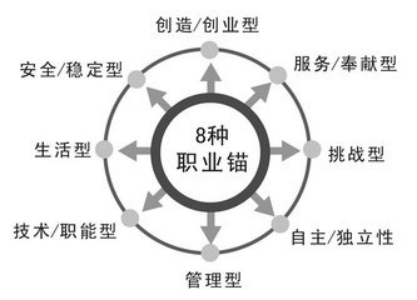 创造/创业型
安全/稳定型
服务/奉献型
8种
职业锚
生活型
挑战型
技术/职能型
自主/独立性
管理型